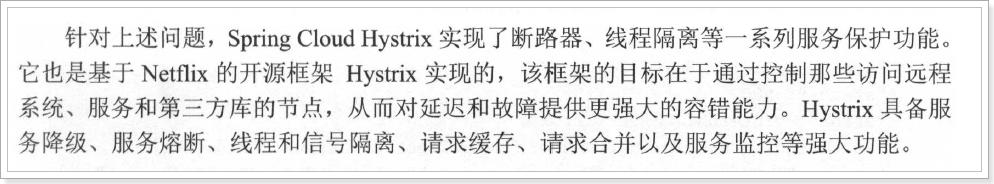 针对上述问题，Spring Cloud Hystrix 实现了断路器、线程隔离等一系列服务保护功能。
它也是基于 Netflix 的开源框架 Hystrix 实现的，该框架的目标在于通过控制那些访问远程
系统、服务和第三方库的节点，从而对延迟和故障提供更强大的容错能力。Hystrix 具备服
务降级、服务熔断、线程和信号隔离、请求缓存、请求合并以及服务监控等强大功能。